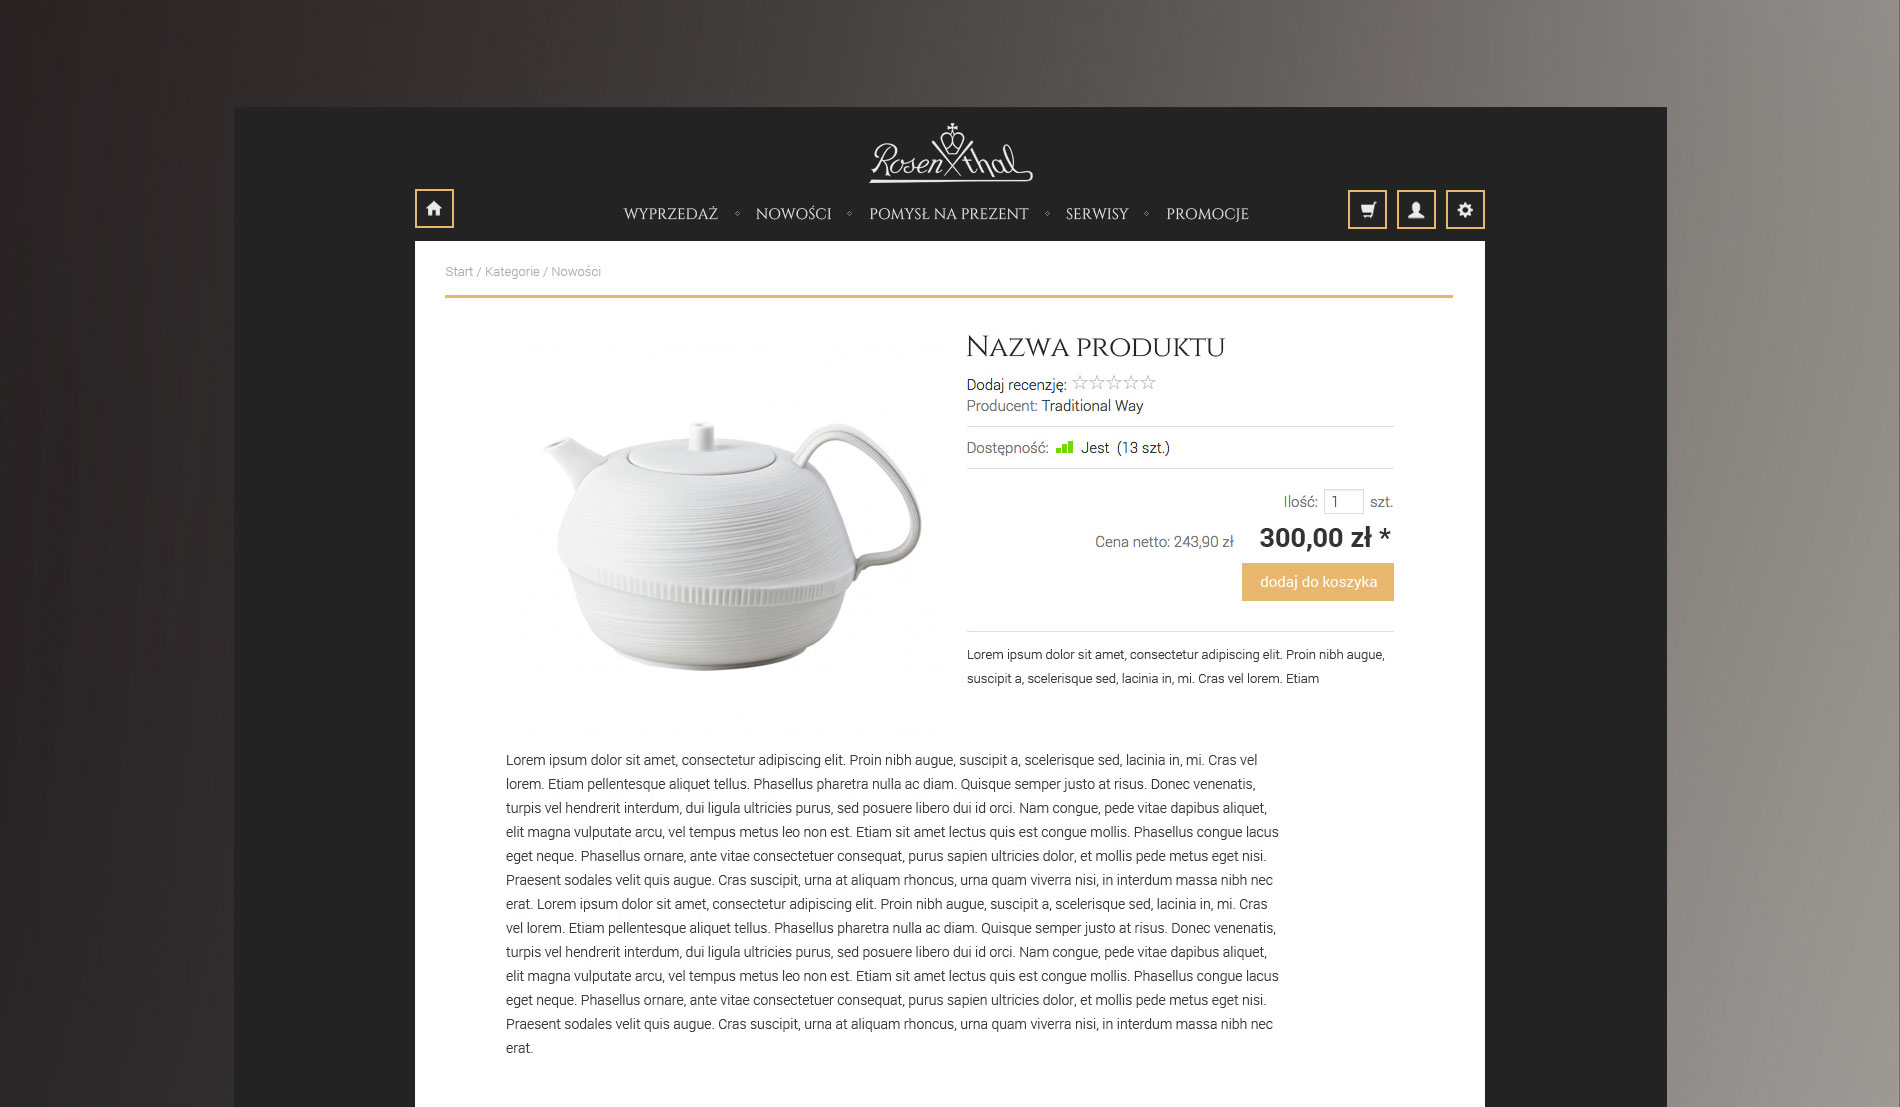 Rosenthal
WYPRZEDAŻ ⋄ NOWOŚCI ⋄ POMYSŁ NA PREZENT ⋄ SERWISY ⋄ PROMOCJE
Start / Kategorie / Nowości
Nazwa produktu
Dodaj recenzję: ☆☆☆☆☆
Producent: Traditional Way
Dostępność: Jest (13 szt.)
Ilość: 1 szt.
Cena netto: 243,90 zł 300,00 zł *
dodaj do koszyka
Lorem ipsum dolor sit amet, consectetur adipiscing elit. Proin nibh augue,
suscipit a, scelerisque sed, lacinia in, mi. Cras vel lorem. Etiam
Lorem ipsum dolor sit amet, consectetur adipiscing elit. Proin nibh augue, suscipit a, scelerisque sed, lacinia in, mi. Cras vel
lorem. Etiam pellentesque aliquet tellus. Phasellus pharetra nulla ac diam. Quisque semper justo at risus. Donec venenatis,
turpis vel hendrerit interdum, dui ligula ultricies purus, sed posuere libero dui id orci. Nam congue, pede vitae dapibus aliquet,
elit magna vulputate arcu, vel tempus metus leo non est. Etiam sit amet lectus quis est congue mollis. Phasellus congue lacus
eget neque. Phasellus ornare, ante vitae consectetuer consequat, purus sapien ultricies dolor, et mollis pede metus eget nisi.
Praesent sodales velit quis augue. Cras suscipit, urna at aliquam rhoncus, urna quam viverra nisi, in interdum massa nibh nec
erat. Lorem ipsum dolor sit amet, consectetur adipiscing elit. Proin nibh augue, suscipit a, scelerisque sed, lacinia in, mi. Cras
vel lorem. Etiam pellentesque aliquet tellus. Phasellus pharetra nulla ac diam. Quisque semper justo at risus. Donec venenatis,
turpis vel hendrerit interdum, dui ligula ultricies purus, sed posuere libero dui id orci. Nam congue, pede vitae dapibus aliquet,
elit magna vulputate arcu, vel tempus metus leo non est. Etiam sit amet lectus quis est congue mollis. Phasellus congue lacus
eget neque. Phasellus ornare, ante vitae consectetuer consequat, purus sapien ultricies dolor, et mollis pede metus eget nisi.
Praesent sodales velit quis augue. Cras suscipit, urna at aliquam rhoncus, urna quam viverra nisi, in interdum massa nibh nec
erat.